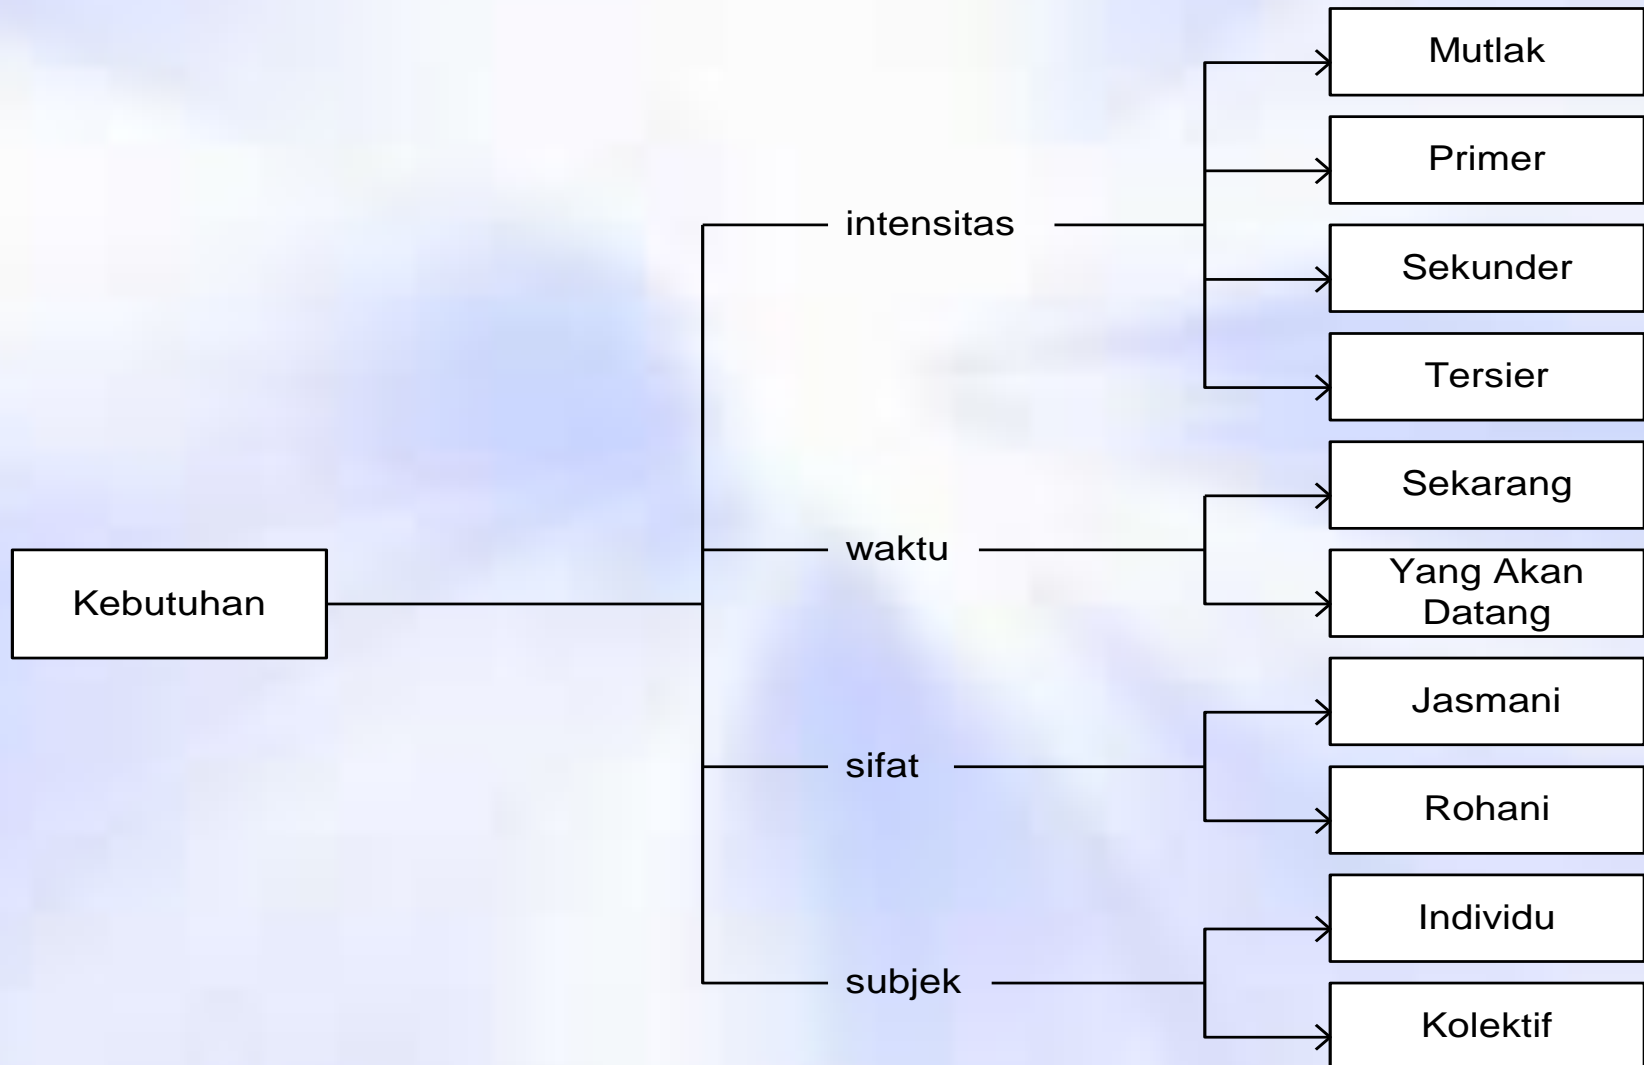 Mutlak
Primer
intensitas
Sekunder
Tersier
Sekarang
waktu
Yang Akan
Datang
Kebutuhan
Jasmani
sifat
Rohani
Individu
subjek
Kolektif